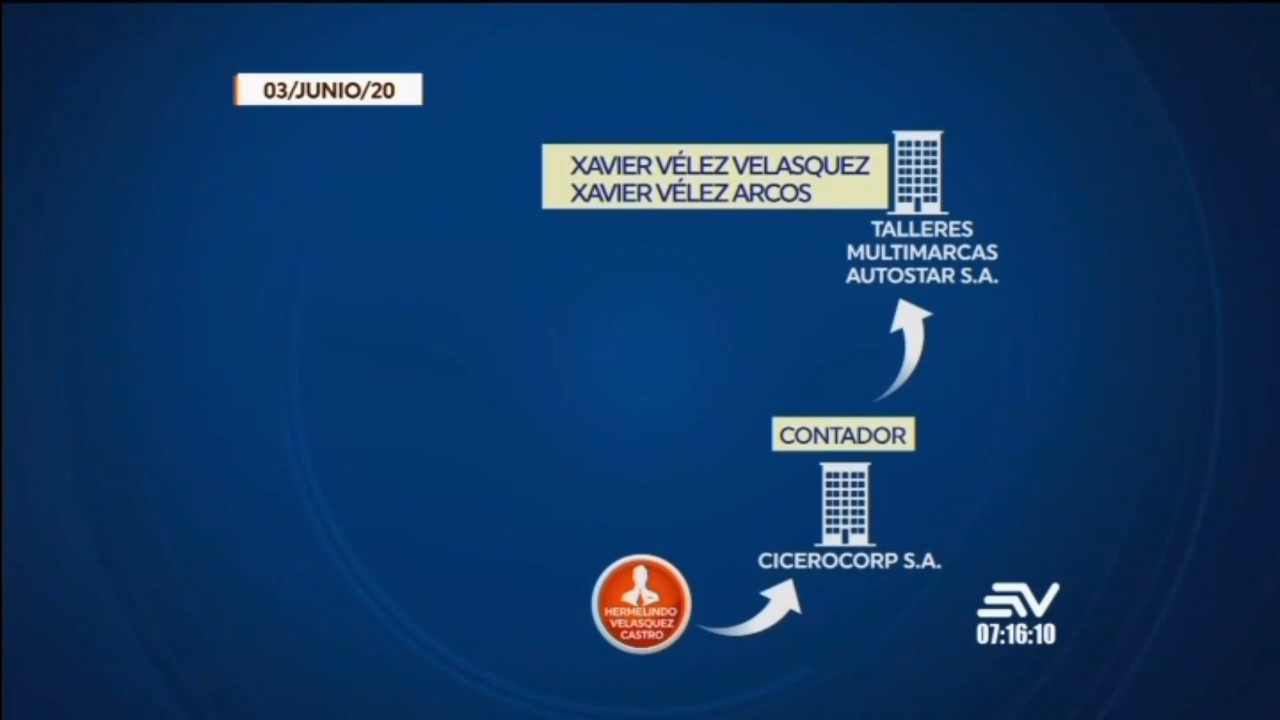 03/JUNIO/20
XAVIER VÉLEZ VELASQUEZ
XAVIER VÉLEZ ARCOS
TALLERES
MULTIMARCAS
AUTOSTAR S.A.
CONTADOR
CICEROCORP S.A.
HERMELINDO
VELASQUEZ
CASTRO
07:16:10